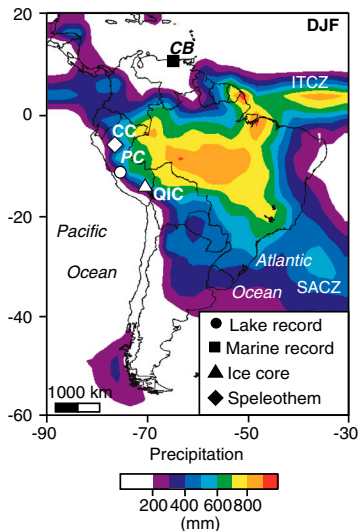 20
DJF
CB
ITCZ
0
CC
PC
QIC
-20
Pacific
Ocean
Atlantic
Ocean
SACZ
-40
Lake record
Marine record
Ice core
Speleothem
1000 km
-60
-90 -70 -50 -30
Precipitation
200 400 600 800
(mm)